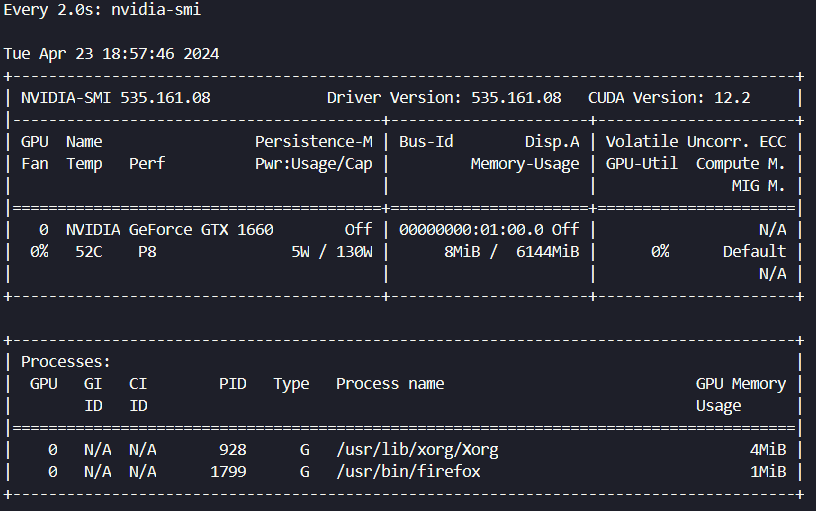 Every 2.0s: nvidia-smi
Tue Apr 23 18:57:46 2024
+---------------------------------------------------------------------------------------+
| NVIDIA-SMI 535.161.08             Driver Version: 535.161.08   CUDA Version: 12.2     |
|-----------------------------------------+----------------------+----------------------+
| GPU  Name                 Persistence-M | Bus-Id        Disp.A | Volatile Uncorr. ECC |
| Fan  Temp   Perf          Pwr:Usage/Cap |         Memory-Usage | GPU-Util  Compute M. |
|                                         |                      |               MIG M. |
|=========================================+======================+======================|
|   0  NVIDIA GeForce GTX 1660        Off | 00000000:01:00.0 Off |                  N/A |
|  0%   52C    P8               5W / 130W |      8MiB /  6144MiB |      0%      Default |
|                                         |                      |                  N/A |
+-----------------------------------------+----------------------+----------------------+
+---------------------------------------------------------------------------------------+
| Processes:                                                                            |
|  GPU   GI   CI        PID   Type   Process name                            GPU Memory |
|        ID   ID                                                             Usage      |
|=======================================================================================|
|    0   N/A  N/A       928      G   /usr/lib/xorg/Xorg                            4MiB |
|    0   N/A  N/A      1799      G   /usr/bin/firefox                              1MiB |
+---------------------------------------------------------------------------------------+